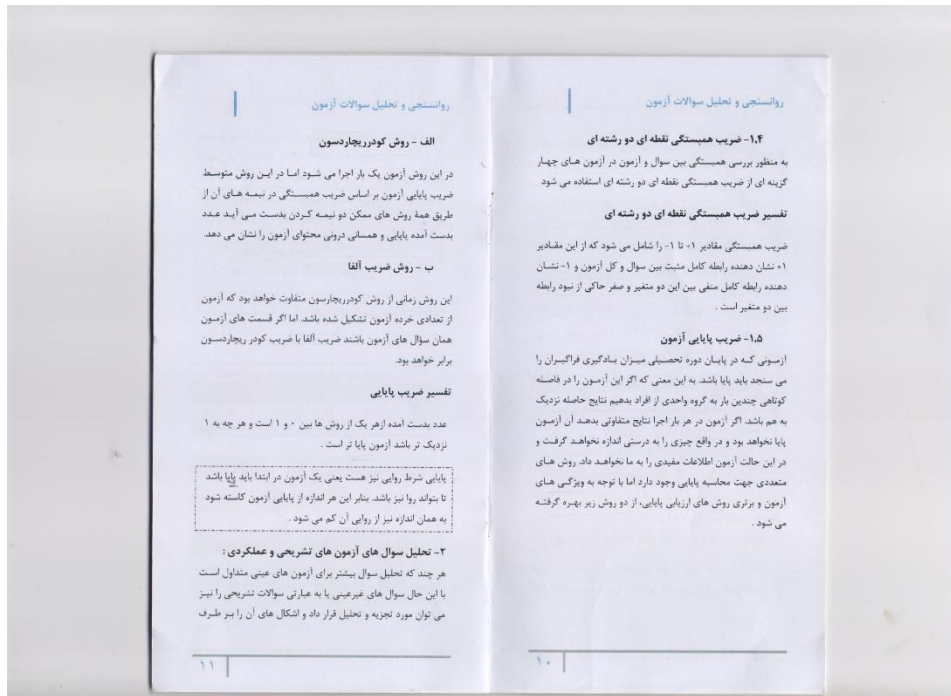 روانسنجی و تحلیل سوالات آزمون
۱.۴- ضریب همبستگی نقطه ای دو رشته ای
به منظور بررسی همبستگی بین سوال و آزمون در آزمون های چهار
گزینه ای از ضریب همبستگی نقطه ای دو رشته ای استفاده می شود
تفسیر ضریب همبستگی نقطه ای دو رشته ای
ضریب همبستگی مقادیر ۱+ تا ۱- را شامل می شود که از این مقادیر
۱+ نشان دهنده رابطه کامل مثبت بین سوال و کل آزمون و ۱- نشان
دهنده رابطه کامل منفی بین این دو متغیر و صفر حاکی از نبود رابطه
بین دو متغیر است .
۱.۵- ضریب پایایی آزمون
آزمونی که در پایان دوره تحصیلی میزان یادگیری فراگیران را
می سنجد باید پایا باشد. به این معنی که اگر این آزمون را در فاصله
کوتاهی چندین بار به گروه واحدی از افراد بدهیم نتایج حاصله نزدیک
به هم باشد. اگر آزمون در هر بار اجرا نتایج متفاوتی بدهد آن آزمون
پایا نخواهد بود و در واقع چیزی را به درستی اندازه نخواهد گرفت و
در این حالت آزمون اطلاعات مفیدی را به ما نخواهد داد. روش های
متعددی جهت محاسبه پایایی وجود دارد اما با توجه به ویژگی های
آزمون و برتری روش های ارزیابی پایایی، از دو روش زیر بهره گرفته
می شود .
۱۰
روانسنجی و تحلیل سوالات آزمون
الف - روش کودرریچاردسون
در این روش آزمون یک بار اجرا می شود اما در این روش متوسط
ضریب پایایی آزمون بر اساس ضریب همبستگی در نیمه های آن از
طریق همۀ روش های ممکن دو نیمه کردن بدست می آید عدد
بدست آمده پایایی و همسانی درونی محتوای آزمون را نشان می دهد.
ب - روش ضریب آلفا
این روش زمانی از روش کودرریچارسون متفاوت خواهد بود که آزمون
از تعدادی خرده آزمون تشکیل شده باشد. اما اگر قسمت های آزمون
همان سؤال های آزمون باشند ضریب آلفا با ضریب کودر ریچاردسون
برابر خواهد بود.
تفسیر ضریب پایایی
عدد بدست آمده ازهر یک از روش ها بین ۰ و ۱ است و هر چه به ۱
نزدیک تر باشد آزمون پایا تر است .
پایایی شرط روایی نیز هست یعنی یک آزمون در ابتدا باید پایا باشد
تا بتواند روا نیز باشد. بنابر این هر اندازه از پایایی آزمون کاسته شود
به همان اندازه نیز از روایی آن کم می شود .
۲- تحلیل سوال های آزمون های تشریحی و عملکردی :
هر چند که تحلیل سوال بیشتر برای آزمون های عینی متداول است
با این حال سوال های غیرعینی یا به عبارتی سوالات تشریحی را نیز
می توان مورد تجزیه و تحلیل قرار داد و اشکال های آن را بر طرف
۱۱